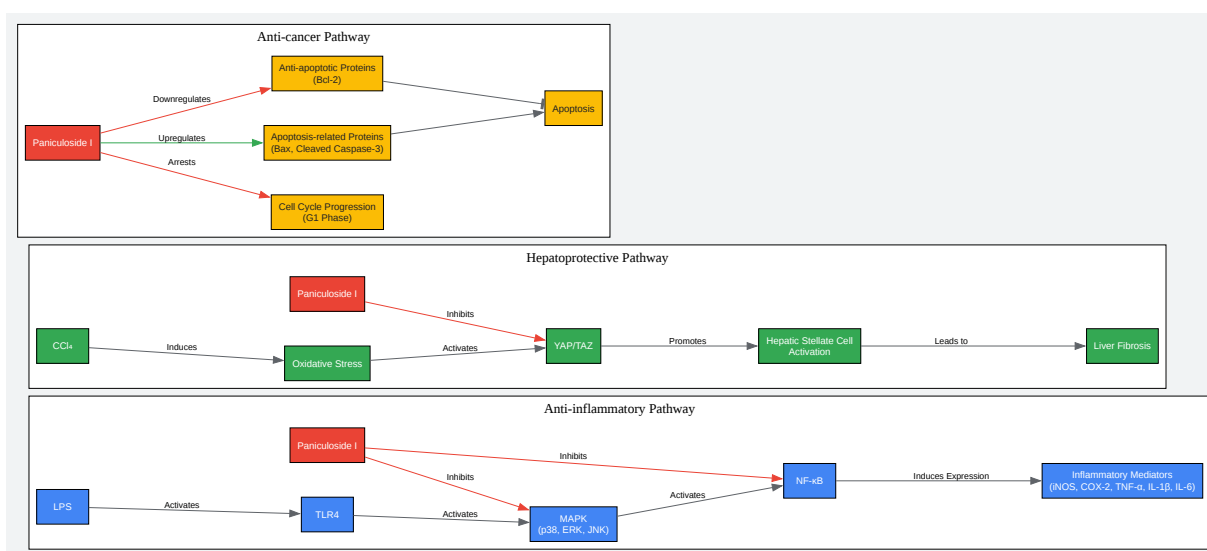 Anti-cancer Pathway
Anti-apoptotic Proteins
(Bcl-2)
Downregulates
Apoptosis
Paniculoside I
Upregulates
Apoptosis-related Proteins
(Bax, Cleaved Caspase-3)
Arrests
Cell Cycle Progression
(G1 Phase)
Hepatoprotective Pathway
Paniculoside I
Inhibits
CCl₄
Induces
Oxidative Stress
Activates
YAP/TAZ
Promotes
Hepatic Stellate Cell
Activation
Leads to
Liver Fibrosis
Anti-inflammatory Pathway
Paniculoside I
Inhibits
Inhibits
NF-κB
Induces Expression
Inflammatory Mediators
(iNOS, COX-2, TNF-α, IL-1β, IL-6)
LPS
Activates
TLR4
Activates
MAPK
(p38, ERK, JNK)
Activates